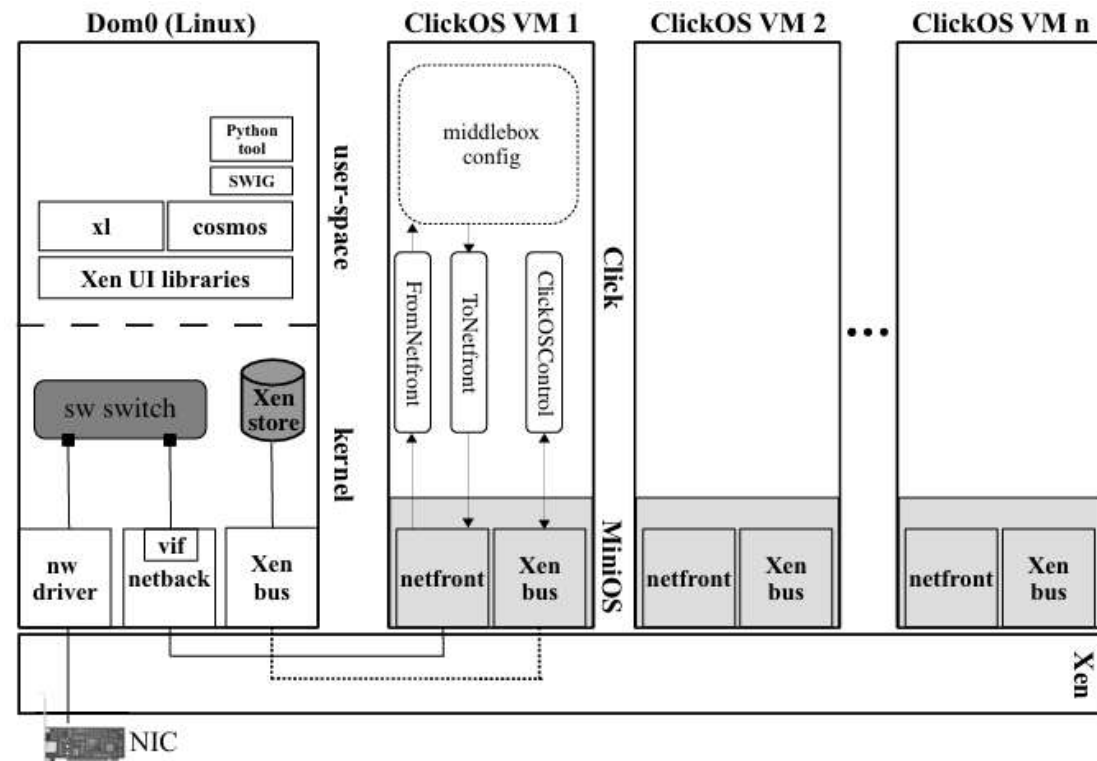 Dom0 (Linux)
ClickOS VM 1
ClickOS VM 2
ClickOS VM n
Python
tool
SWIG
xl
cosmos
Xen UI libraries
user-space
sw switch
Xen
store
kernel
nw
driver
vif
netback
Xen
bus
middlebox
config
FromNetfront
ToNetfront
ClickOSControl
Click
netfront
Xen
bus
MiniOS
netfront
Xen
bus
•••
netfront
Xen
bus
Xen
NIC